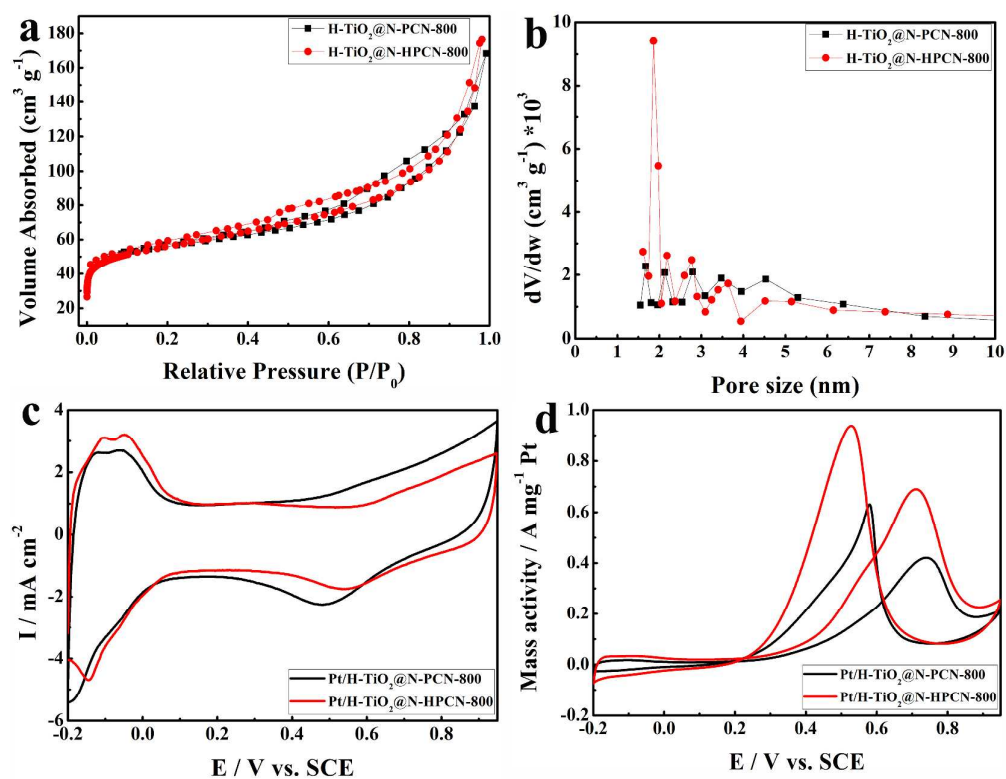 a
H-TiO₂@N-PCN-800
H-TiO₂@N-HPCN-800
Volume Absorbed (cm³ g⁻¹)
180
160
140
120
100
80
60
40
20
0.0 0.2 0.4 0.6 0.8 1.0
Relative Pressure (P/P₀)
b
H-TiO₂@N-PCN-800
H-TiO₂@N-HPCN-800
dV/dw (cm³ g⁻¹) *10³
10
8
6
4
2
0
0 1 2 3 4 5 6 7 8 9 10
Pore size (nm)
c
I / mA cm⁻²
4
2
0
-2
-4
-6
Pt/H-TiO₂@N-PCN-800
Pt/H-TiO₂@N-HPCN-800
-0.2 0.0 0.2 0.4 0.6 0.8
E / V vs. SCE
d
Mass activity / A mg⁻¹ Pt
1.0
0.8
0.6
0.4
0.2
0.0
-0.2
Pt/H-TiO₂@N-PCN-800
Pt/H-TiO₂@N-HPCN-800
-0.2 0.0 0.2 0.4 0.6 0.8
E / V vs. SCE